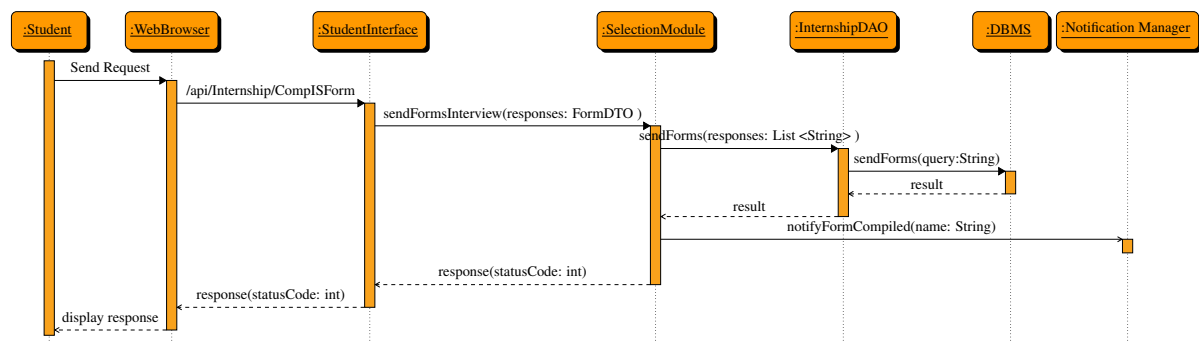 :Student
:WebBrowser
:StudentInterface
:SelectionModule
:InternshipDAO
:DBMS
:Notification Manager
Send Request
/api/Internship/CompISForm
sendFormsInterview(responses: FormDTO )
sendForms(responses: List <String> )
sendForms(query:String)
result
result
notifyFormCompiled(name: String)
response(statusCode: int)
response(statusCode: int)
display response